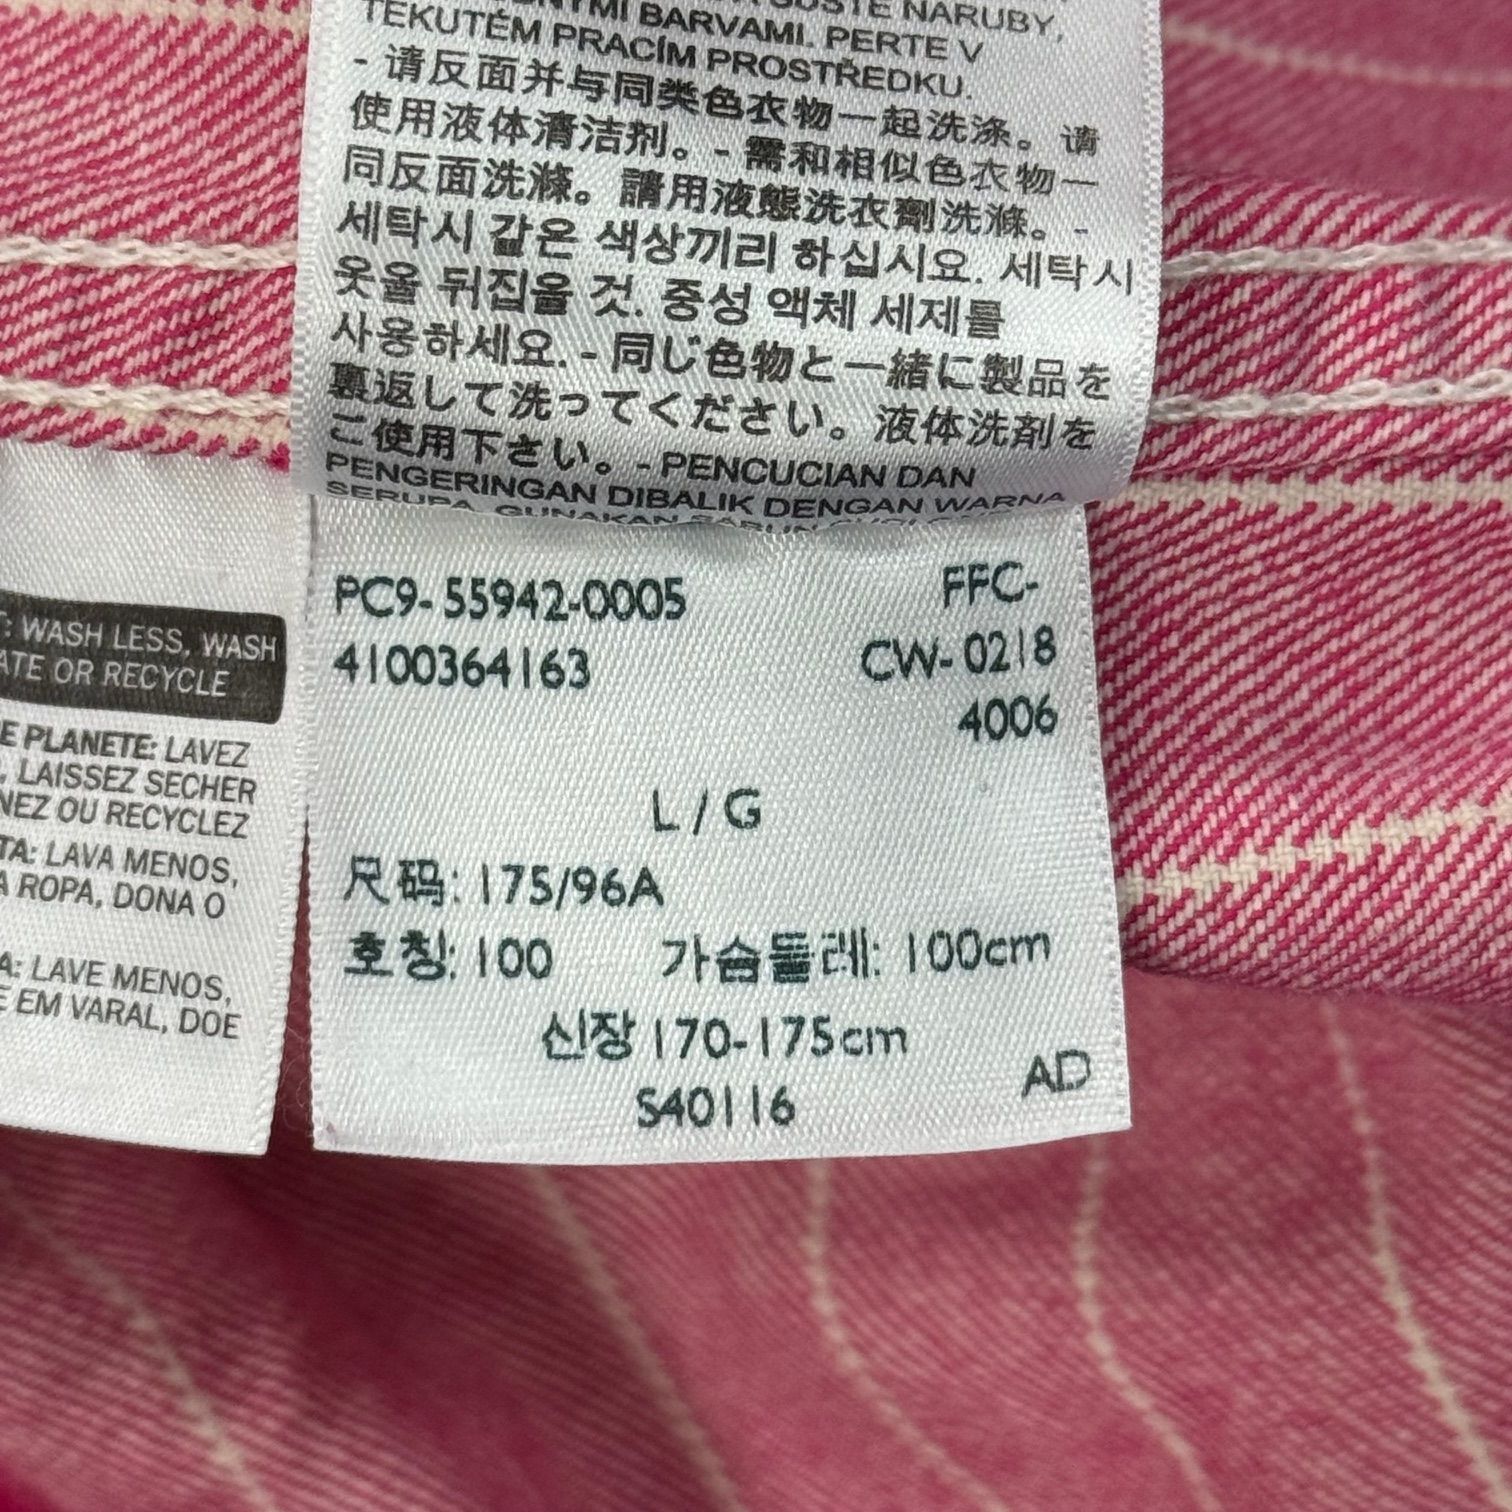 NARUBY,
BARVAMI. PERTE V
TEKUTÉM PRACÍM PROSTŘEDKU.
- 请反面并与同类色衣物一起洗涤。请
使用液体清洁剂。- 需和相似色衣物一
同反面洗滌。請用液態洗衣劑洗滌。-
세탁시 같은 색상끼리 하십시요. 세탁시
옷을 뒤집을 것. 중성 액체 세제를
사용하세요. - 同じ色物と一緒に製品を
裏返して洗ってください。液体洗剤を
ご使用下さい。- PENCUCIAN DAN
PENGERINGAN DIBALIK DENGAN WARNA
SERUPA. GUNAKAN SABUN
: WASH LESS, WASH
ATE OR RECYCLE
E PLANETE: LAVEZ
, LAISSEZ SECHER
NEZ OU RECYCLEZ
TA: LAVA MENOS,
A ROPA, DONA O
A: LAVE MENOS,
E EM VARAL, DOE
PC9-55942-0005 FFC-
4100364163 CW-0218
4006
L / G
尺码: 175/96A
호칭: 100 가슴둘레: 100cm
신장 170-175cm
S40116 AD